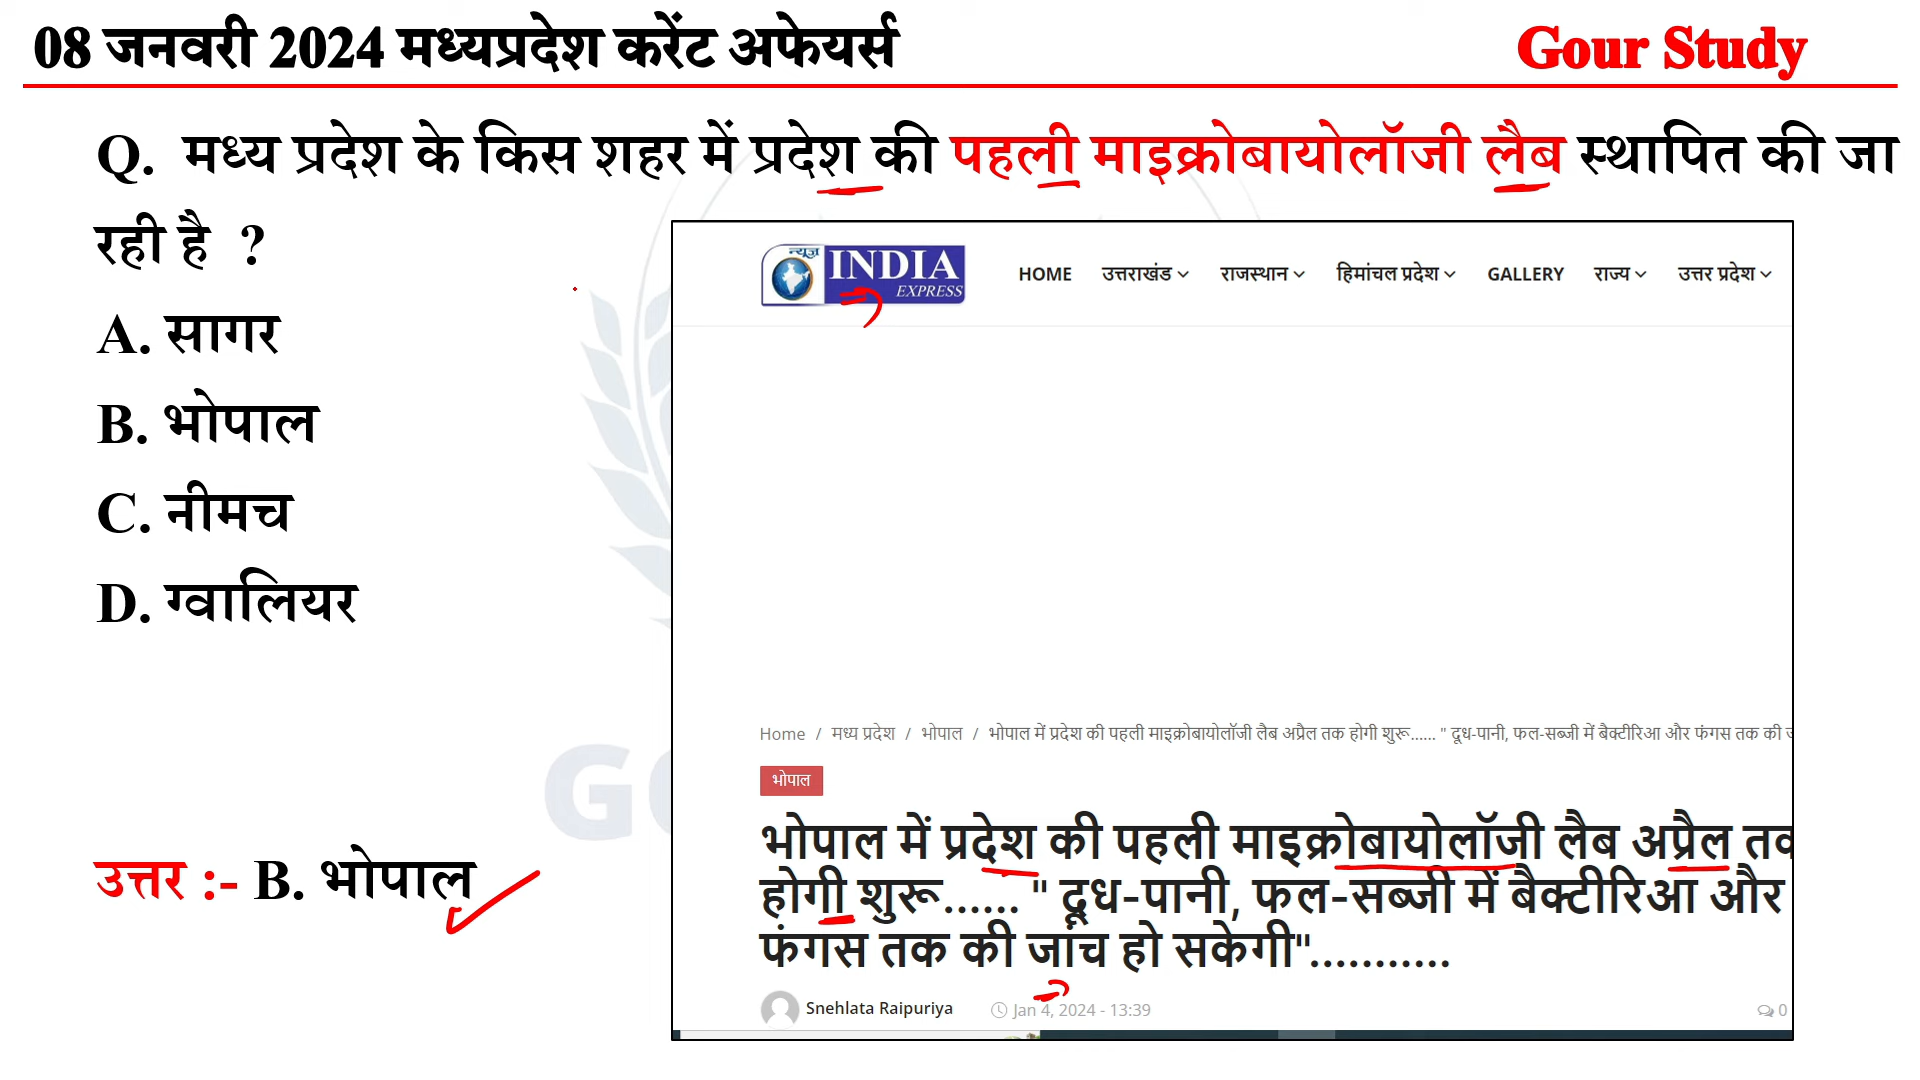 08 जनवरी 2024 मध्यप्रदेश करेंट अफेयर्स
Gour Study
Q. मध्य प्रदेश के किस शहर में प्रदेश की पहली माइक्रोबायोलॉजी लैब स्थापित की जा
रही है ?
A. सागर
B. भोपाल
C. नीमच
D. ग्वालियर
उत्तर :- B. भोपाल
न्यूज़
INDIA
EXPRESS
HOME उत्तराखंड राजस्थान हिमांचल प्रदेश GALLERY राज्य उत्तर प्रदेश
Home / मध्य प्रदेश / भोपाल / भोपाल में प्रदेश की पहली माइक्रोबायोलॉजी लैब अप्रैल तक होगी शुरू...... " दूध-पानी, फल-सब्जी में बैक्टीरिआ और फंगस तक की
भोपाल
भोपाल में प्रदेश की पहली माइक्रोबायोलॉजी लैब अप्रैल तक
होगी शुरू...... " दूध-पानी, फल-सब्जी में बैक्टीरिआ और
फंगस तक की जांच हो सकेगी"...........
Snehlata Raipuriya Jan 4, 2024 - 13:39 0